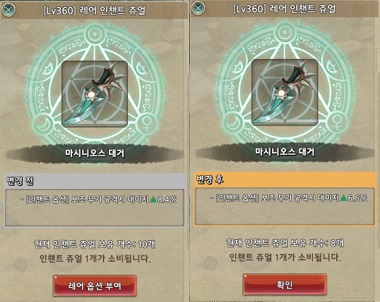 [Lv360] 레어 인챈트 쥬얼
마시니오스 대거
변경 전
- [인챈트 옵션] 보조 무기 공격시 대미지▲8.4%
현재 인챈트 쥬얼 보유 개수: 10개
인챈트 쥬얼 1개가 소비됩니다.
레어 옵션 부여
[Lv360] 레어 인챈트 쥬얼
마시니오스 대거
변경 후
- [인챈트 옵션] 보조 무기 공격시 대미지▲6.6%
현재 인챈트 쥬얼 보유 개수: 8개
인챈트 쥬얼 1개가 소비됩니다.
확인